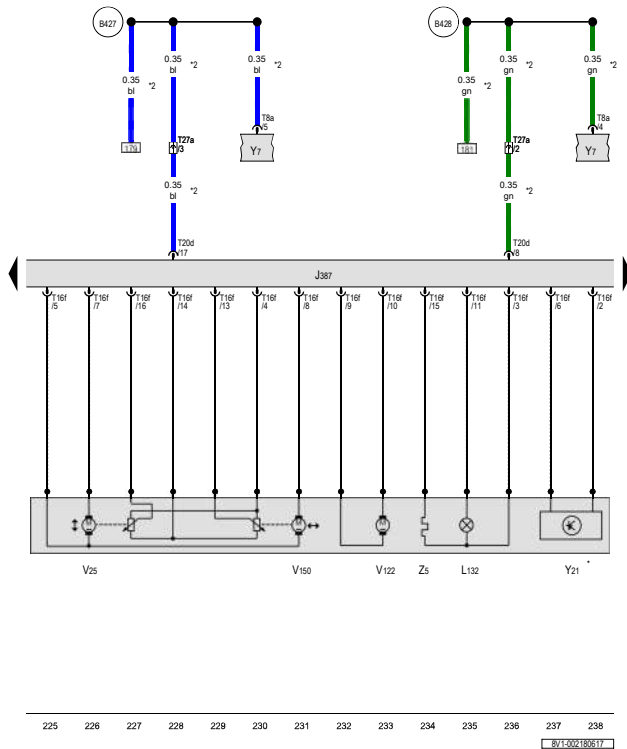 B427
B428
0.35 bl *2
0.35 bl *2
0.35 bl *2
0.35 gn *2
0.35 gn *2
0.35 gn *2
T8a /5
T8a /4
179
T27a /3
Y7
181
T27a /2
Y7
0.35 bl *2
0.35 gn *2
T20d /17
T20d /8
J387
T16f /5
T16f /7
T16f /16
T16f /14
T16f /13
T16f /4
T16f /8
T16f /9
T16f /10
T16f /15
T16f /11
T16f /3
T16f /6
T16f /2
M M M
V25 V150 V122 Z5 L132 Y21 *
225 226 227 228 229 230 231 232 233 234 235 236 237 238
8V1-002180617